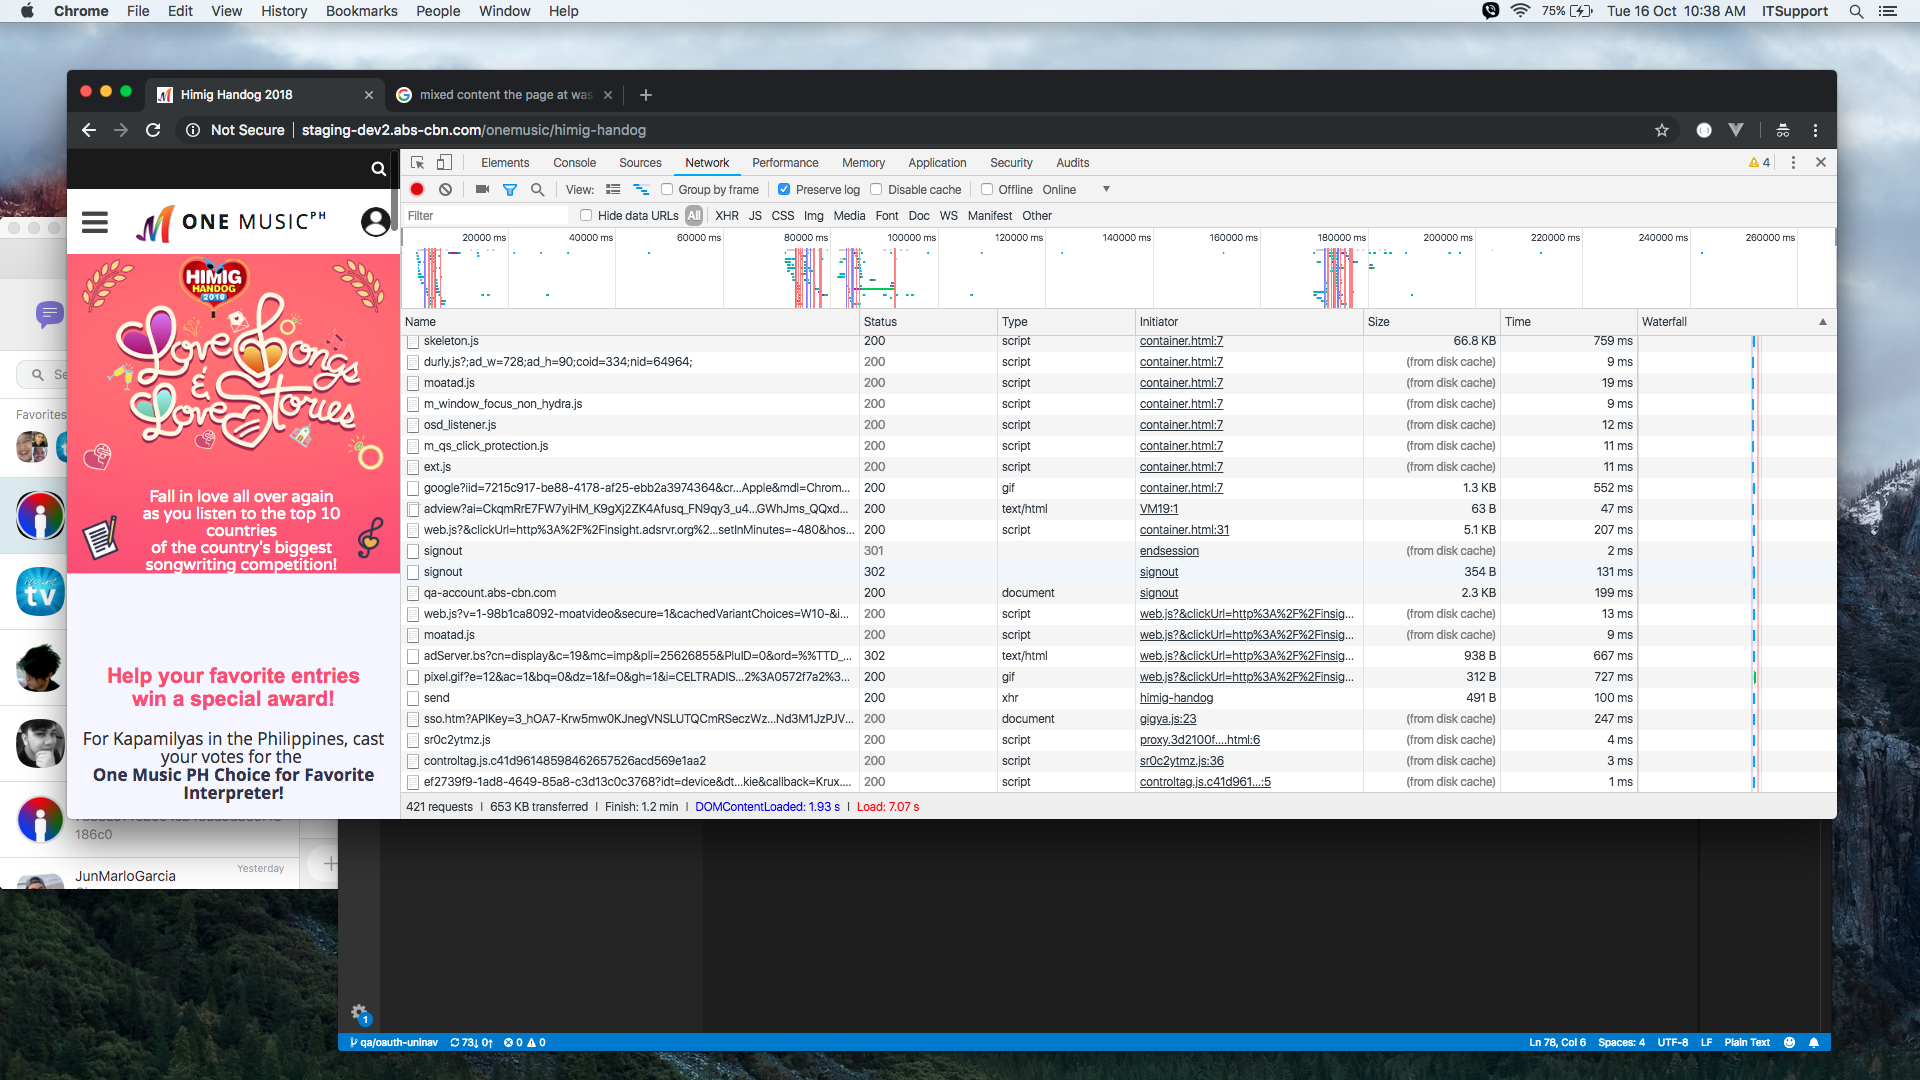 Chrome File Edit View History Bookmarks People Window Help 75% Tue 16 Oct 10:38 AM ITSupport
Himig Handog 2018
mixed content the page at was
Not Secure staging-dev2.abs-cbn.com/onemusic/himig-handog
Elements Console Sources Network Performance Memory Application Security Audits 4
View: Group by frame Preserve log Disable cache Offline Online
Filter Hide data URLs All XHR JS CSS Img Media Font Doc WS Manifest Other
20000 ms 40000 ms 60000 ms 80000 ms 100000 ms 120000 ms 140000 ms 160000 ms 180000 ms 200000 ms 220000 ms 240000 ms 260000 ms
Name Status Type Initiator Size Time Waterfall
skeleton.js 200 script container.html:7 66.8 KB 759 ms
durly.js?;ad_w=728;ad_h=90;coid=334;nid=64964; 200 script container.html:7 (from disk cache) 9 ms
moatad.js 200 script container.html:7 (from disk cache) 19 ms
m_window_focus_non_hydra.js 200 script container.html:7 (from disk cache) 9 ms
osd_listener.js 200 script container.html:7 (from disk cache) 12 ms
m_qs_click_protection.js 200 script container.html:7 (from disk cache) 11 ms
ext.js 200 script container.html:7 (from disk cache) 11 ms
google?iid=7215c917-be88-4178-af25-ebb2a3974364&cr...Apple&mdl=Chrom... 200 gif container.html:7 1.3 KB 552 ms
adview?ai=CkqmRrE7FW7yiHM_K9gXj2ZK4Afusq_FN9qy3_u4...GWhJms_QQxd... 200 text/html VM19:1 63 B 47 ms
web.js?&clickUrl=http%3A%2F%2Finsight.adsrvr.org%2...setInMinutes=-480&hos... 200 script container.html:31 5.1 KB 207 ms
signout 301 endsession (from disk cache) 2 ms
signout 302 signout 354 B 131 ms
qa-account.abs-cbn.com 200 document signout 2.3 KB 199 ms
web.js?v=1-98b1ca8092-moatvideo&secure=1&cachedVariantChoices=W10-&i... 200 script web.js?&clickUrl=http%3A%2F%2Finsig... (from disk cache) 13 ms
moatad.js 200 script web.js?&clickUrl=http%3A%2F%2Finsig... (from disk cache) 9 ms
adServer.bs?cn=display&c=19&mc=imp&pli=25626855&PluID=0&ord=%%TTD_... 302 text/html web.js?&clickUrl=http%3A%2F%2Finsig... 938 B 667 ms
pixel.gif?e=12&ac=1&bq=0&dz=1&f=0&gh=1&i=CELTRADIS...2%3A0572f7a2%3... 200 gif web.js?&clickUrl=http%3A%2F%2Finsig... 312 B 727 ms
send 200 xhr himig-handog 491 B 100 ms
sso.htm?APIKey=3_hOA7-Krw5mw0KJnegVNSLUTQCmRSeczWz...Nd3M1JzPJV... 200 document gigya.js:23 (from disk cache) 247 ms
sr0c2ytmz.js 200 script proxy.3d2100f....html:6 (from disk cache) 4 ms
controltag.js.c41d96148598462657526acd569e1aa2 200 script sr0c2ytmz.js:36 (from disk cache) 3 ms
ef2739f9-1ad8-4649-85a8-c3d13c0c3768?idt=device&dt...kie&callback=Krux.... 200 script controltag.js.c41d961...:5 (from disk cache) 1 ms
421 requests | 653 KB transferred | Finish: 1.2 min | DOMContentLoaded: 1.93 s | Load: 7.07 s
ONE MUSIC PH
HIMIG
HANDOG
2018
Love Songs
&
Love Stories
Fall in love all over again
as you listen to the top 10
countries
of the country's biggest
songwriting competition!
Help your favorite entries
win a special award!
For Kapamilyas in the Philippines, cast
your votes for the
One Music PH Choice for Favorite
Interpreter!
Se
Favorites
tv
186c0
Yesterday
JunMarloGarcia
1
qa/oauth-uninav 73↓ 0↑ 0 0 Ln 78, Col 6 Spaces: 4 UTF-8 LF Plain Text